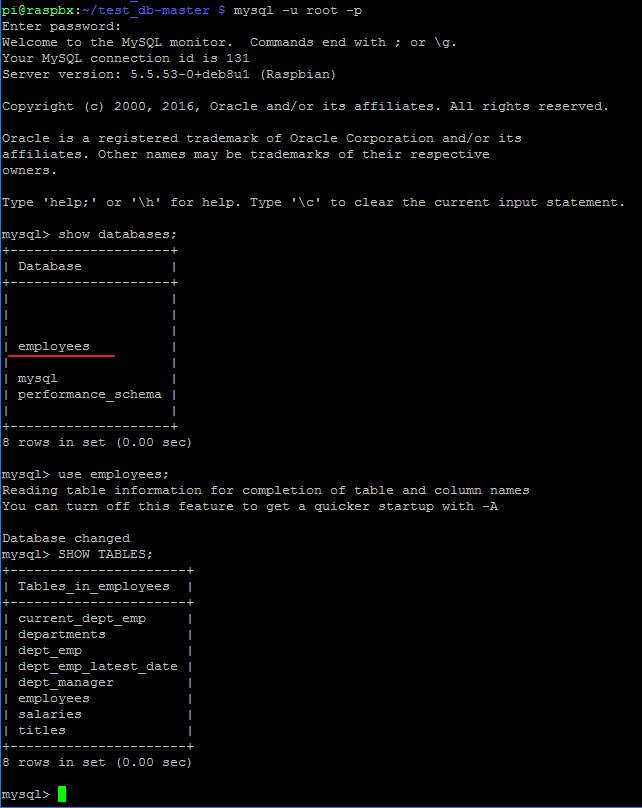 pi@raspbx:~/test_db-master $ mysql -u root -p
Enter password:
Welcome to the MySQL monitor.  Commands end with ; or \g.
Your MySQL connection id is 131
Server version: 5.5.53-0+deb8u1 (Raspbian)

Copyright (c) 2000, 2016, Oracle and/or its affiliates. All rights reserved.

Oracle is a registered trademark of Oracle Corporation and/or its
affiliates. Other names may be trademarks of their respective
owners.

Type 'help;' or '\h' for help. Type '\c' to clear the current input statement.

mysql> show databases;
+--------------------+
| Database           |
+--------------------+
|                    |
|                    |
|                    |
| employees          |
|                    |
| mysql              |
| performance_schema |
|                    |
+--------------------+
8 rows in set (0.00 sec)

mysql> use employees;
Reading table information for completion of table and column names
You can turn off this feature to get a quicker startup with -A

Database changed
mysql> SHOW TABLES;
+----------------------+
| Tables_in_employees  |
+----------------------+
| current_dept_emp     |
| departments          |
| dept_emp             |
| dept_emp_latest_date |
| dept_manager         |
| employees            |
| salaries             |
| titles               |
+----------------------+
8 rows in set (0.00 sec)

mysql>